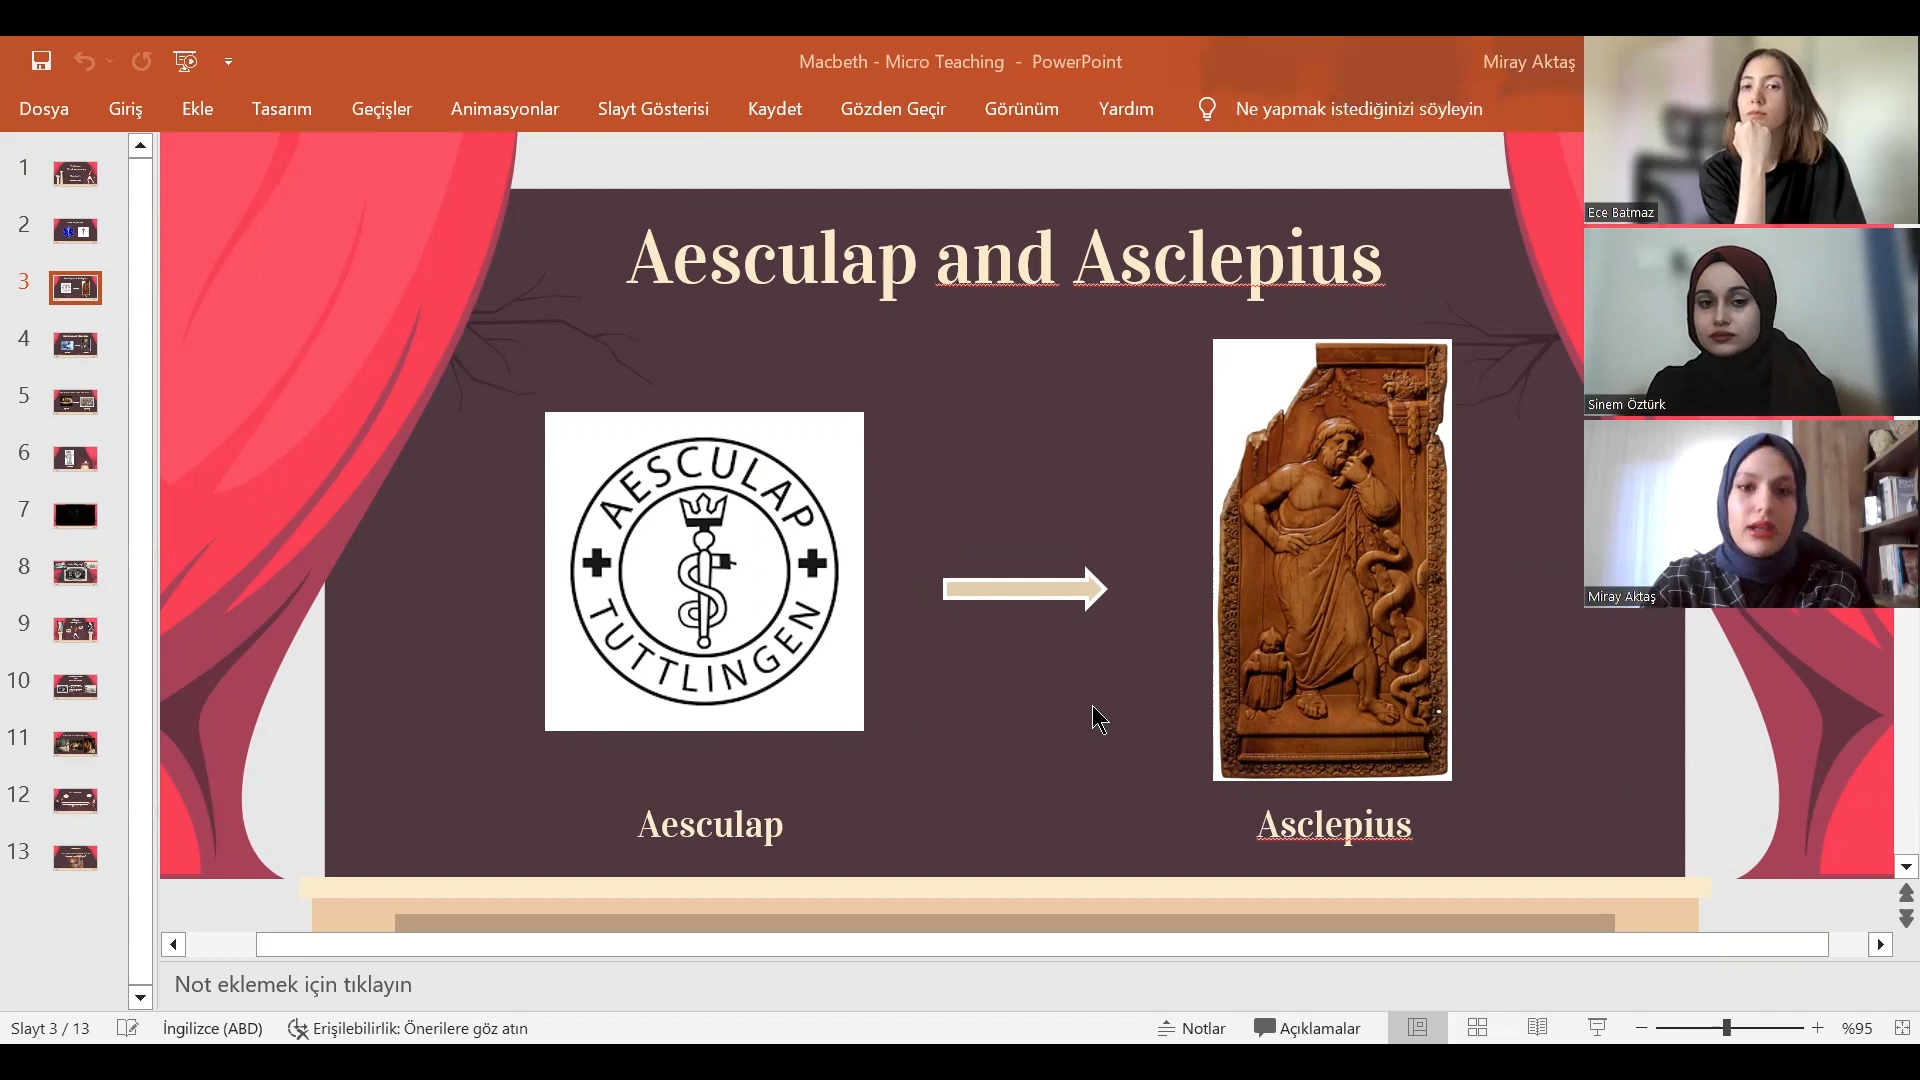 Macbeth - Micro Teaching - PowerPoint
Miray Aktaş
Dosya Giriş Ekle Tasarım Geçişler Animasyonlar Slayt Gösterisi Kaydet Gözden Geçir Görünüm Yardım Ne yapmak istediğinizi söyleyin
1
2
3
4
5
6
7
8
9
10
11
12
13
Aesculap and Asclepius
AESCULAP
TUTTLINGEN
Aesculap
Asclepius
Ece Batmaz
Sinem Öztürk
Miray Aktaş
Not eklemek için tıklayın
Slayt 3 / 13 İngilizce (ABD) Erişilebilirlik: Önerilere göz atın Notlar Açıklamalar %95